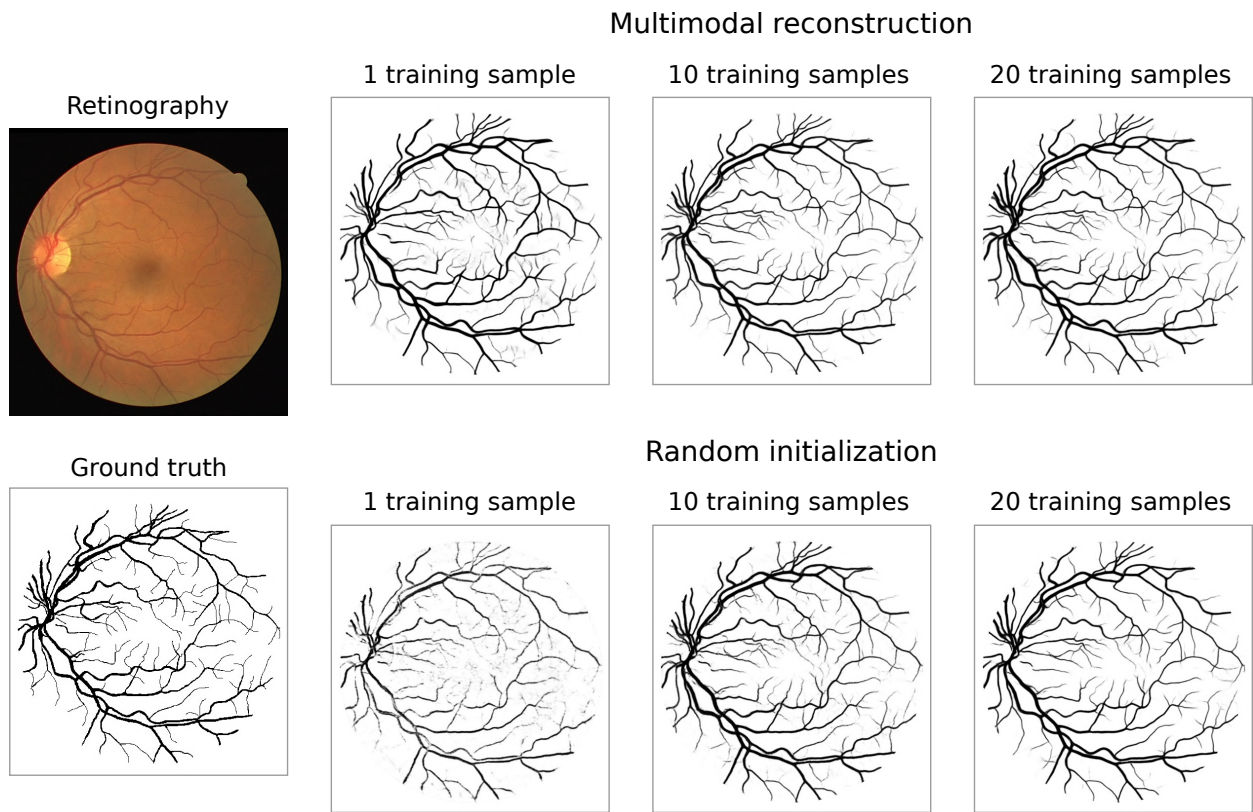 Multimodal reconstruction
1 training sample
10 training samples
20 training samples
Retinography
Ground truth
Random initialization
1 training sample
10 training samples
20 training samples